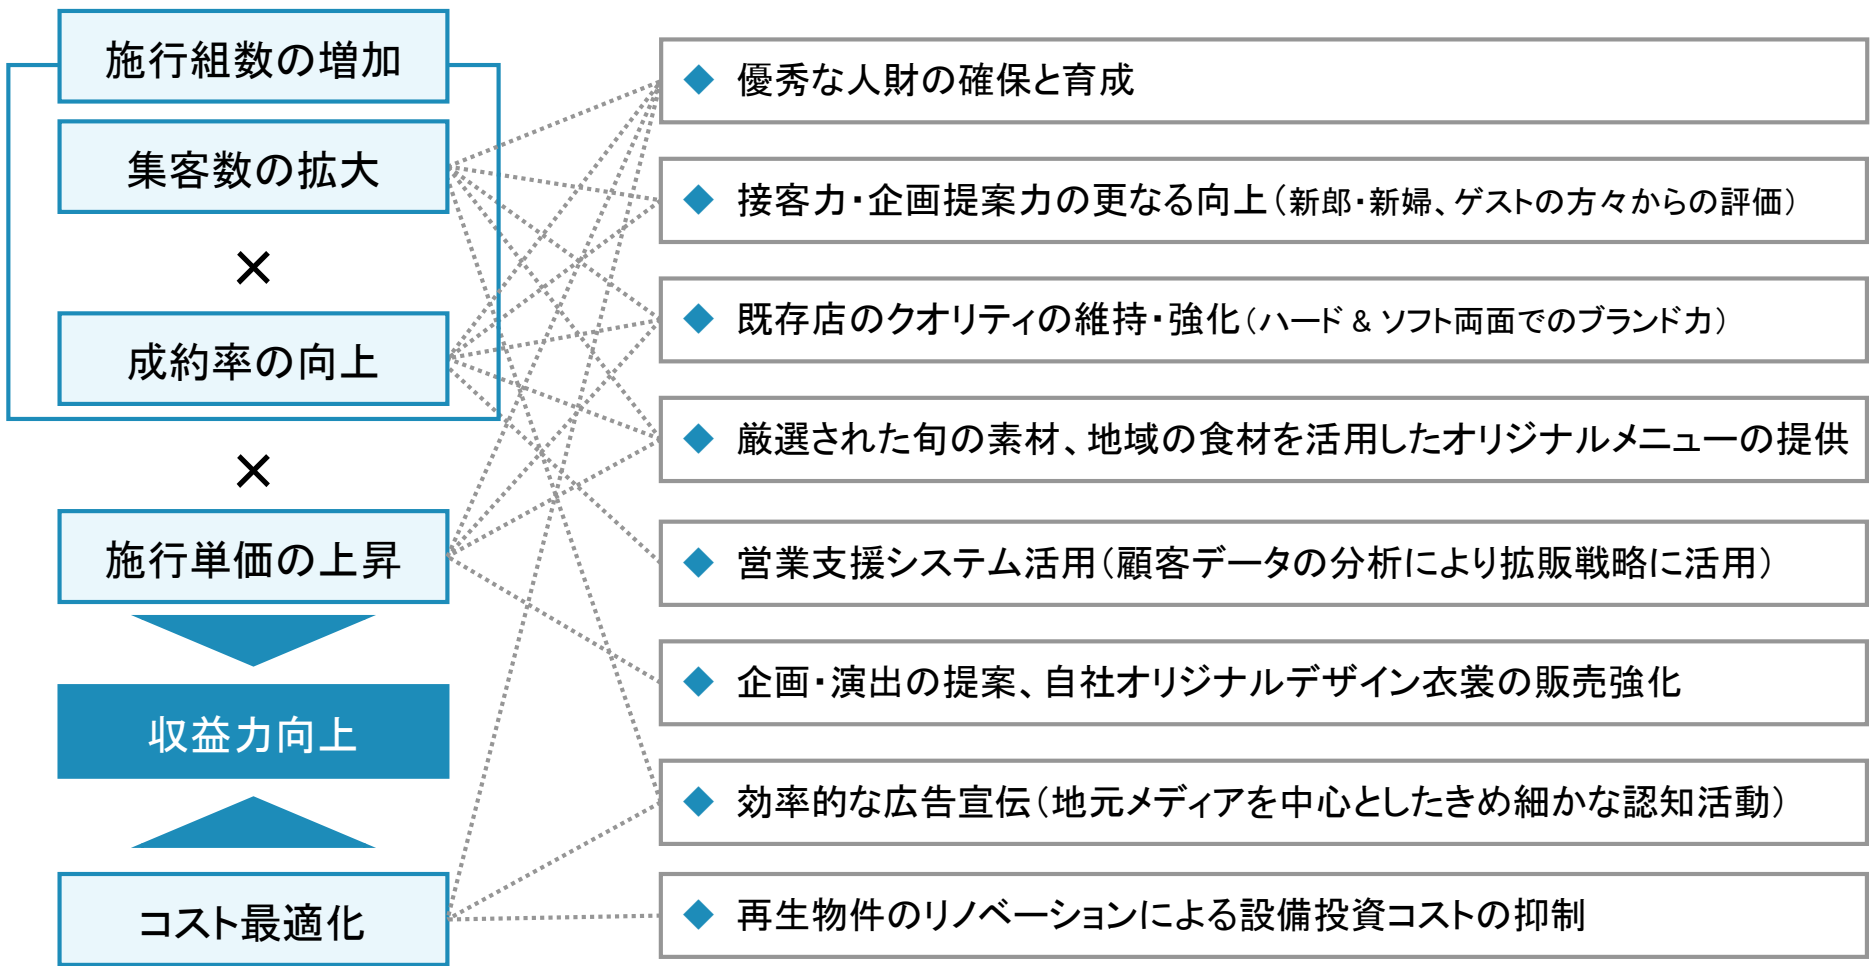 施行組数の増加
集客数の拡大
×
成約率の向上
×
施行単価の上昇
収益力向上
コスト最適化
◆ 優秀な人財の確保と育成
◆ 接客力・企画提案力の更なる向上（新郎・新婦、ゲストの方々からの評価）
◆ 既存店のクオリティの維持・強化（ハード & ソフト両面でのブランド力）
◆ 厳選された旬の素材、地域の食材を活用したオリジナルメニューの提供
◆ 営業支援システム活用（顧客データの分析により拡販戦略に活用）
◆ 企画・演出の提案、自社オリジナルデザイン衣裳の販売強化
◆ 効率的な広告宣伝（地元メディアを中心としたきめ細かな認知活動）
◆ 再生物件のリノベーションによる設備投資コストの抑制